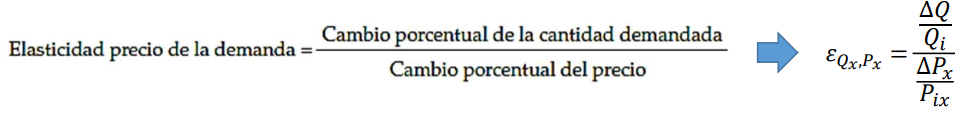 Elasticidad precio de la demanda = Cambio porcentual de la cantidad demandada / Cambio porcentual del precio
ε_{Q_x,P_x} = (ΔQ / Q_i) / (ΔP_x / P_{ix})